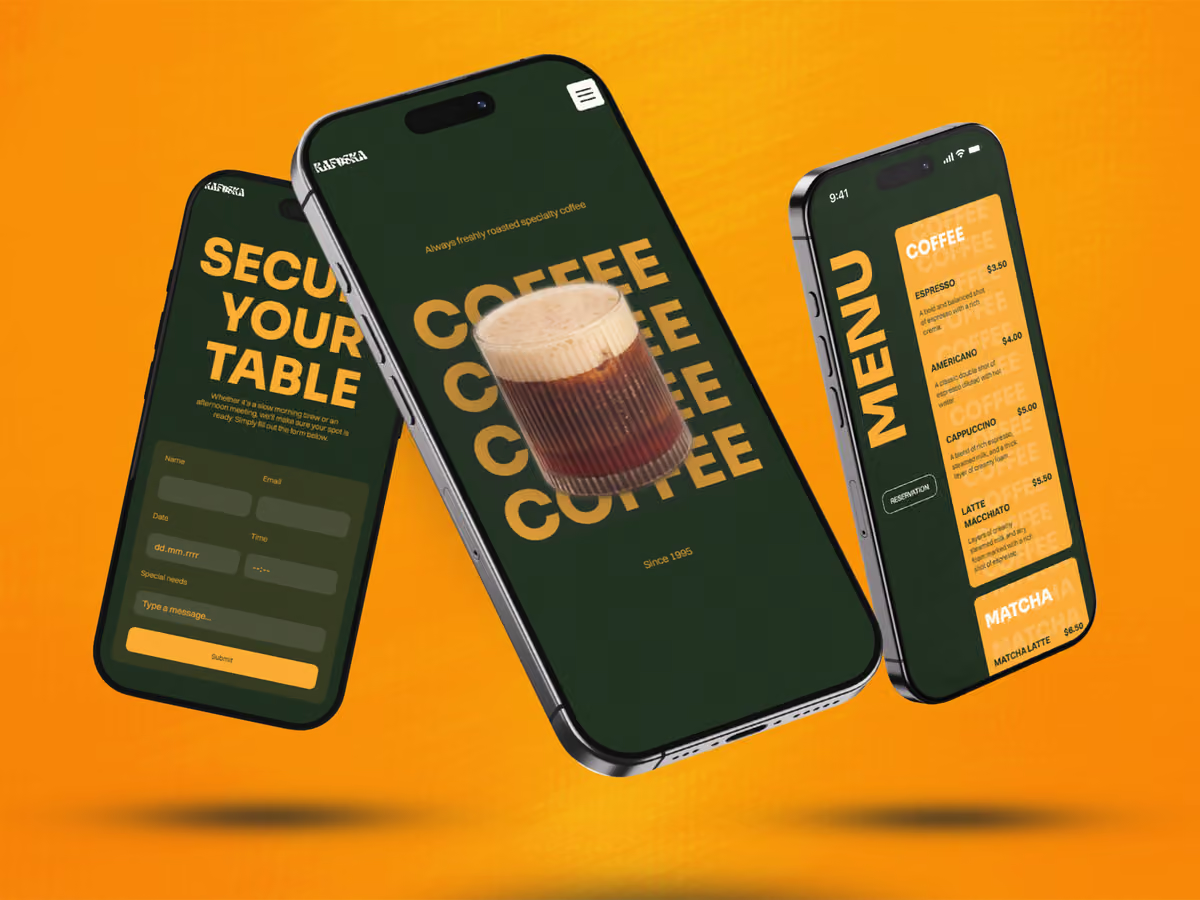 KAFUSKA
SECU
YOUR
TABLE
Whether it's a slow morning brew or an
afternoon meeting, we'll make sure your spot is
ready. Simply fill out the form below.
Name
Email
Date
Time
dd.mm.rrrr
--:--
Special needs
Type a message...
Submit
KAFUSKA
Always freshly roasted specialty coffee
COFFEE
C EE
C EE
COFFEE
Since 1995
9:41
MENU
RESERVATION
COFFEE
ESPRESSO $3.50
A bold and balanced shot
of espresso with a rich
crema.
AMERICANO $4.00
A classic double shot of
espresso diluted with hot
water.
CAPPUCCINO $5.00
A blend of rich espresso,
steamed milk, and a thick
layer of creamy foam.
LATTE $5.50
MACCHIATO
Layers of creamy
steamed milk and airy
foam marked with a rich
shot of espresso.
MATCHA
MATCHA LATTE $6.50